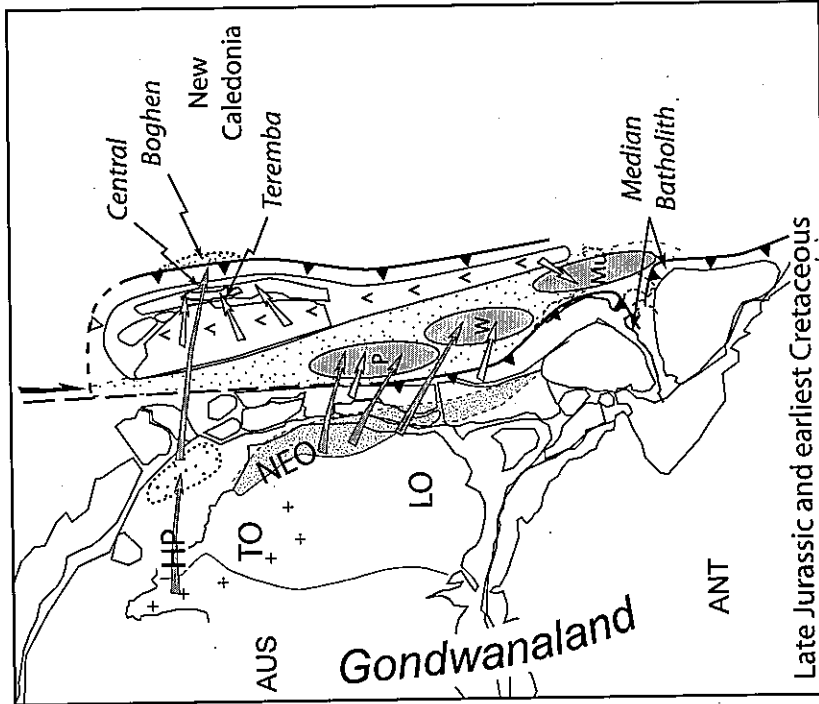 Central
Boghen
New
Caledonia
Teremba
HP
NEO
TO
P
W
LO
Mu
Median
Batholith
AUS
Gondwanaland
ANT
Late Jurassic and earliest Cretaceous